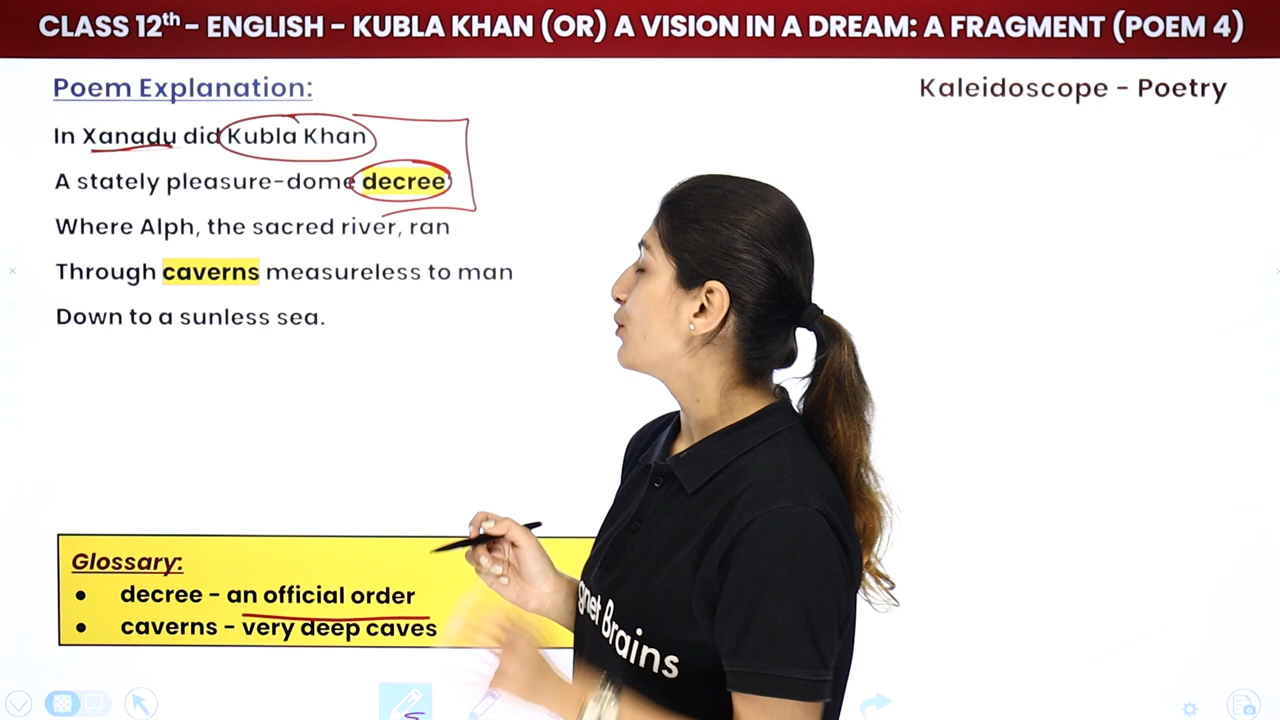 CLASS 12th – ENGLISH – KUBLA KHAN (OR) A VISION IN A DREAM: A FRAGMENT (POEM 4)
Poem Explanation:
Kaleidoscope – Poetry
In Xanadu did Kubla Khan
A stately pleasure-dome decree
Where Alph, the sacred river, ran
Through caverns measureless to man
Down to a sunless sea.
Glossary:
• decree – an official order
• caverns – very deep caves
gnet Brains